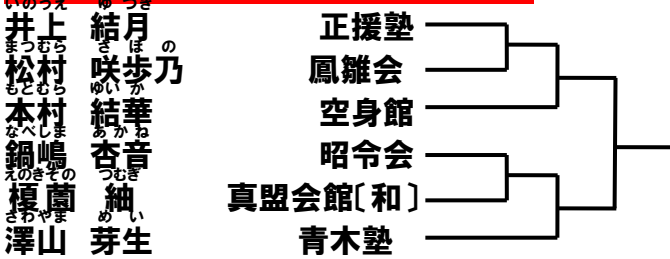 いのうえ ゆづき
井上 結月 正援塾
まつむら さほの
松村 咲歩乃 鳳雛会
もとむら ゆいか
本村 結華 空身館
なべしま あかね
鍋嶋 杏音 昭令会
えのきぞの つむぎ
榎薗 紬 真盟会館〔和〕
さわやま めい
澤山 芽生 青木塾